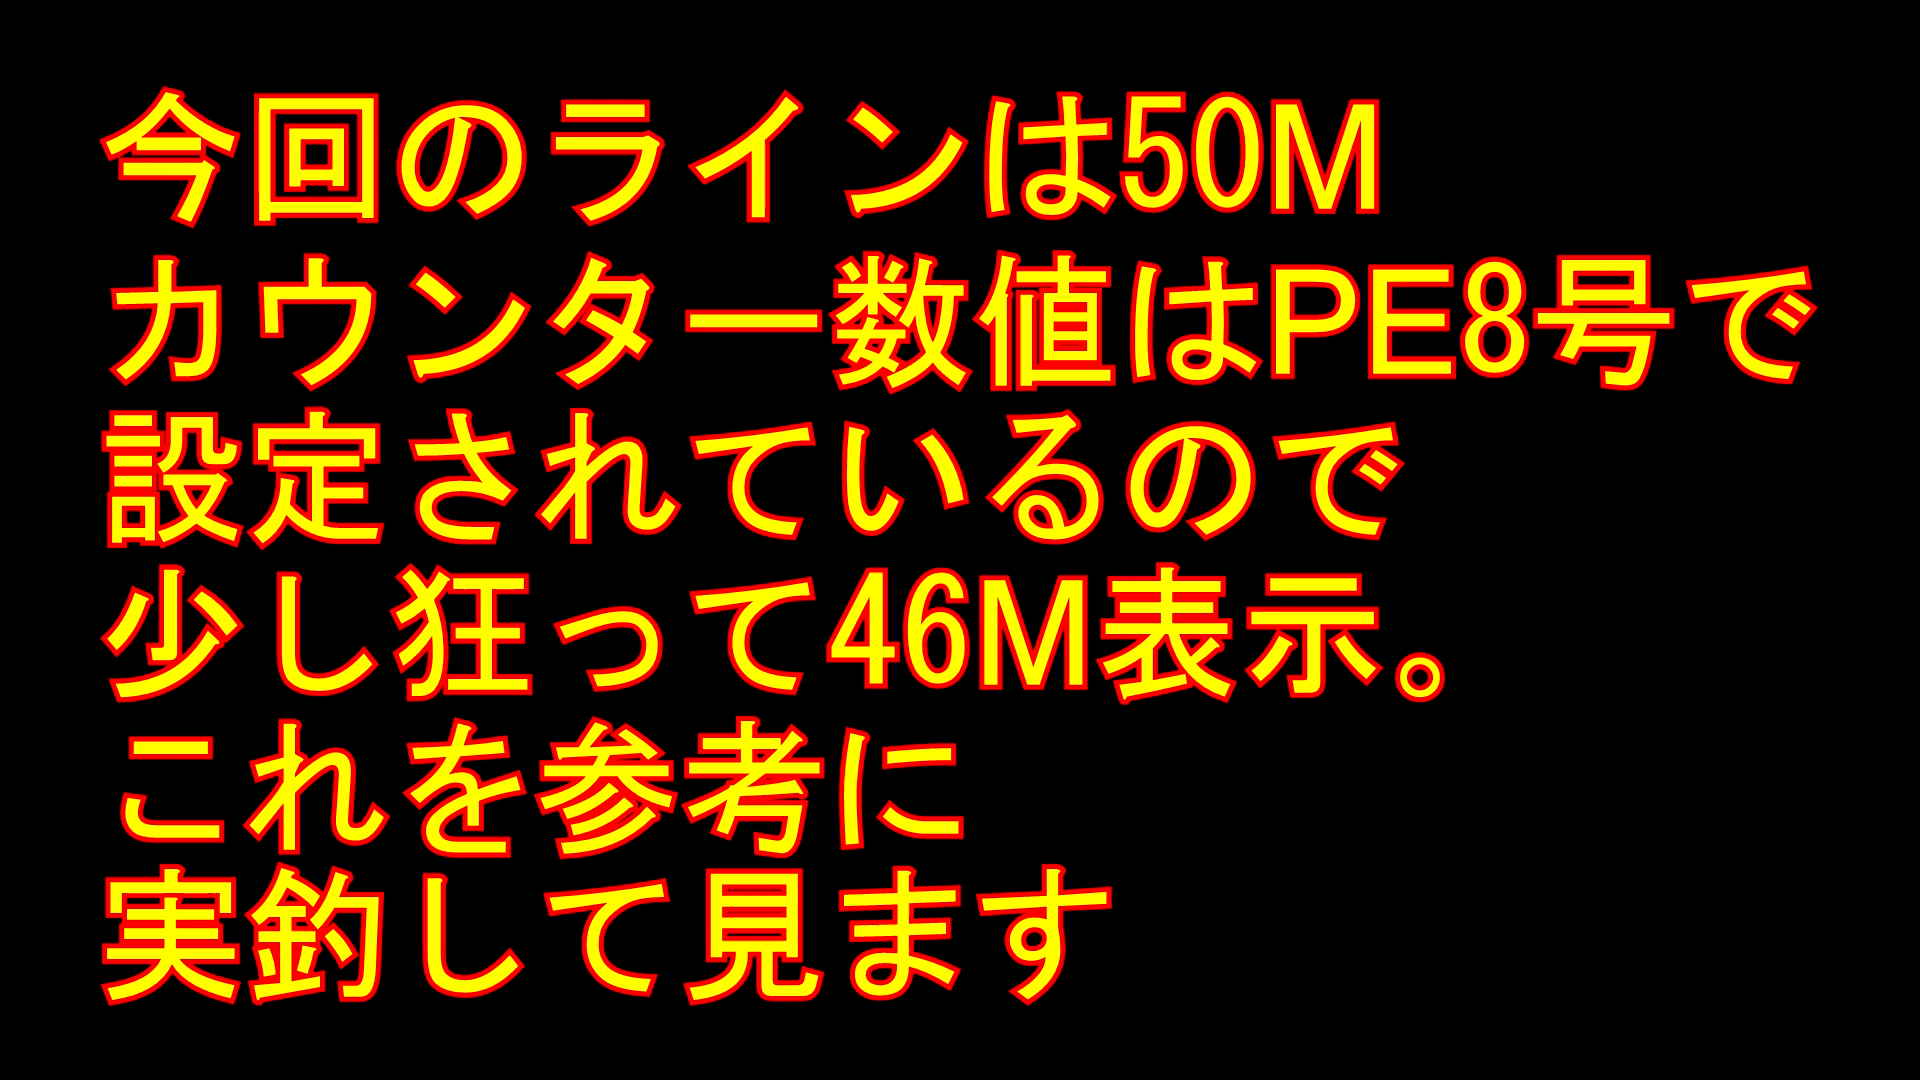 今回のラインは50M
カウンター数値はPE8号で
設定されているので
少し狂って46M表示。
これを参考に
実釣して見ます